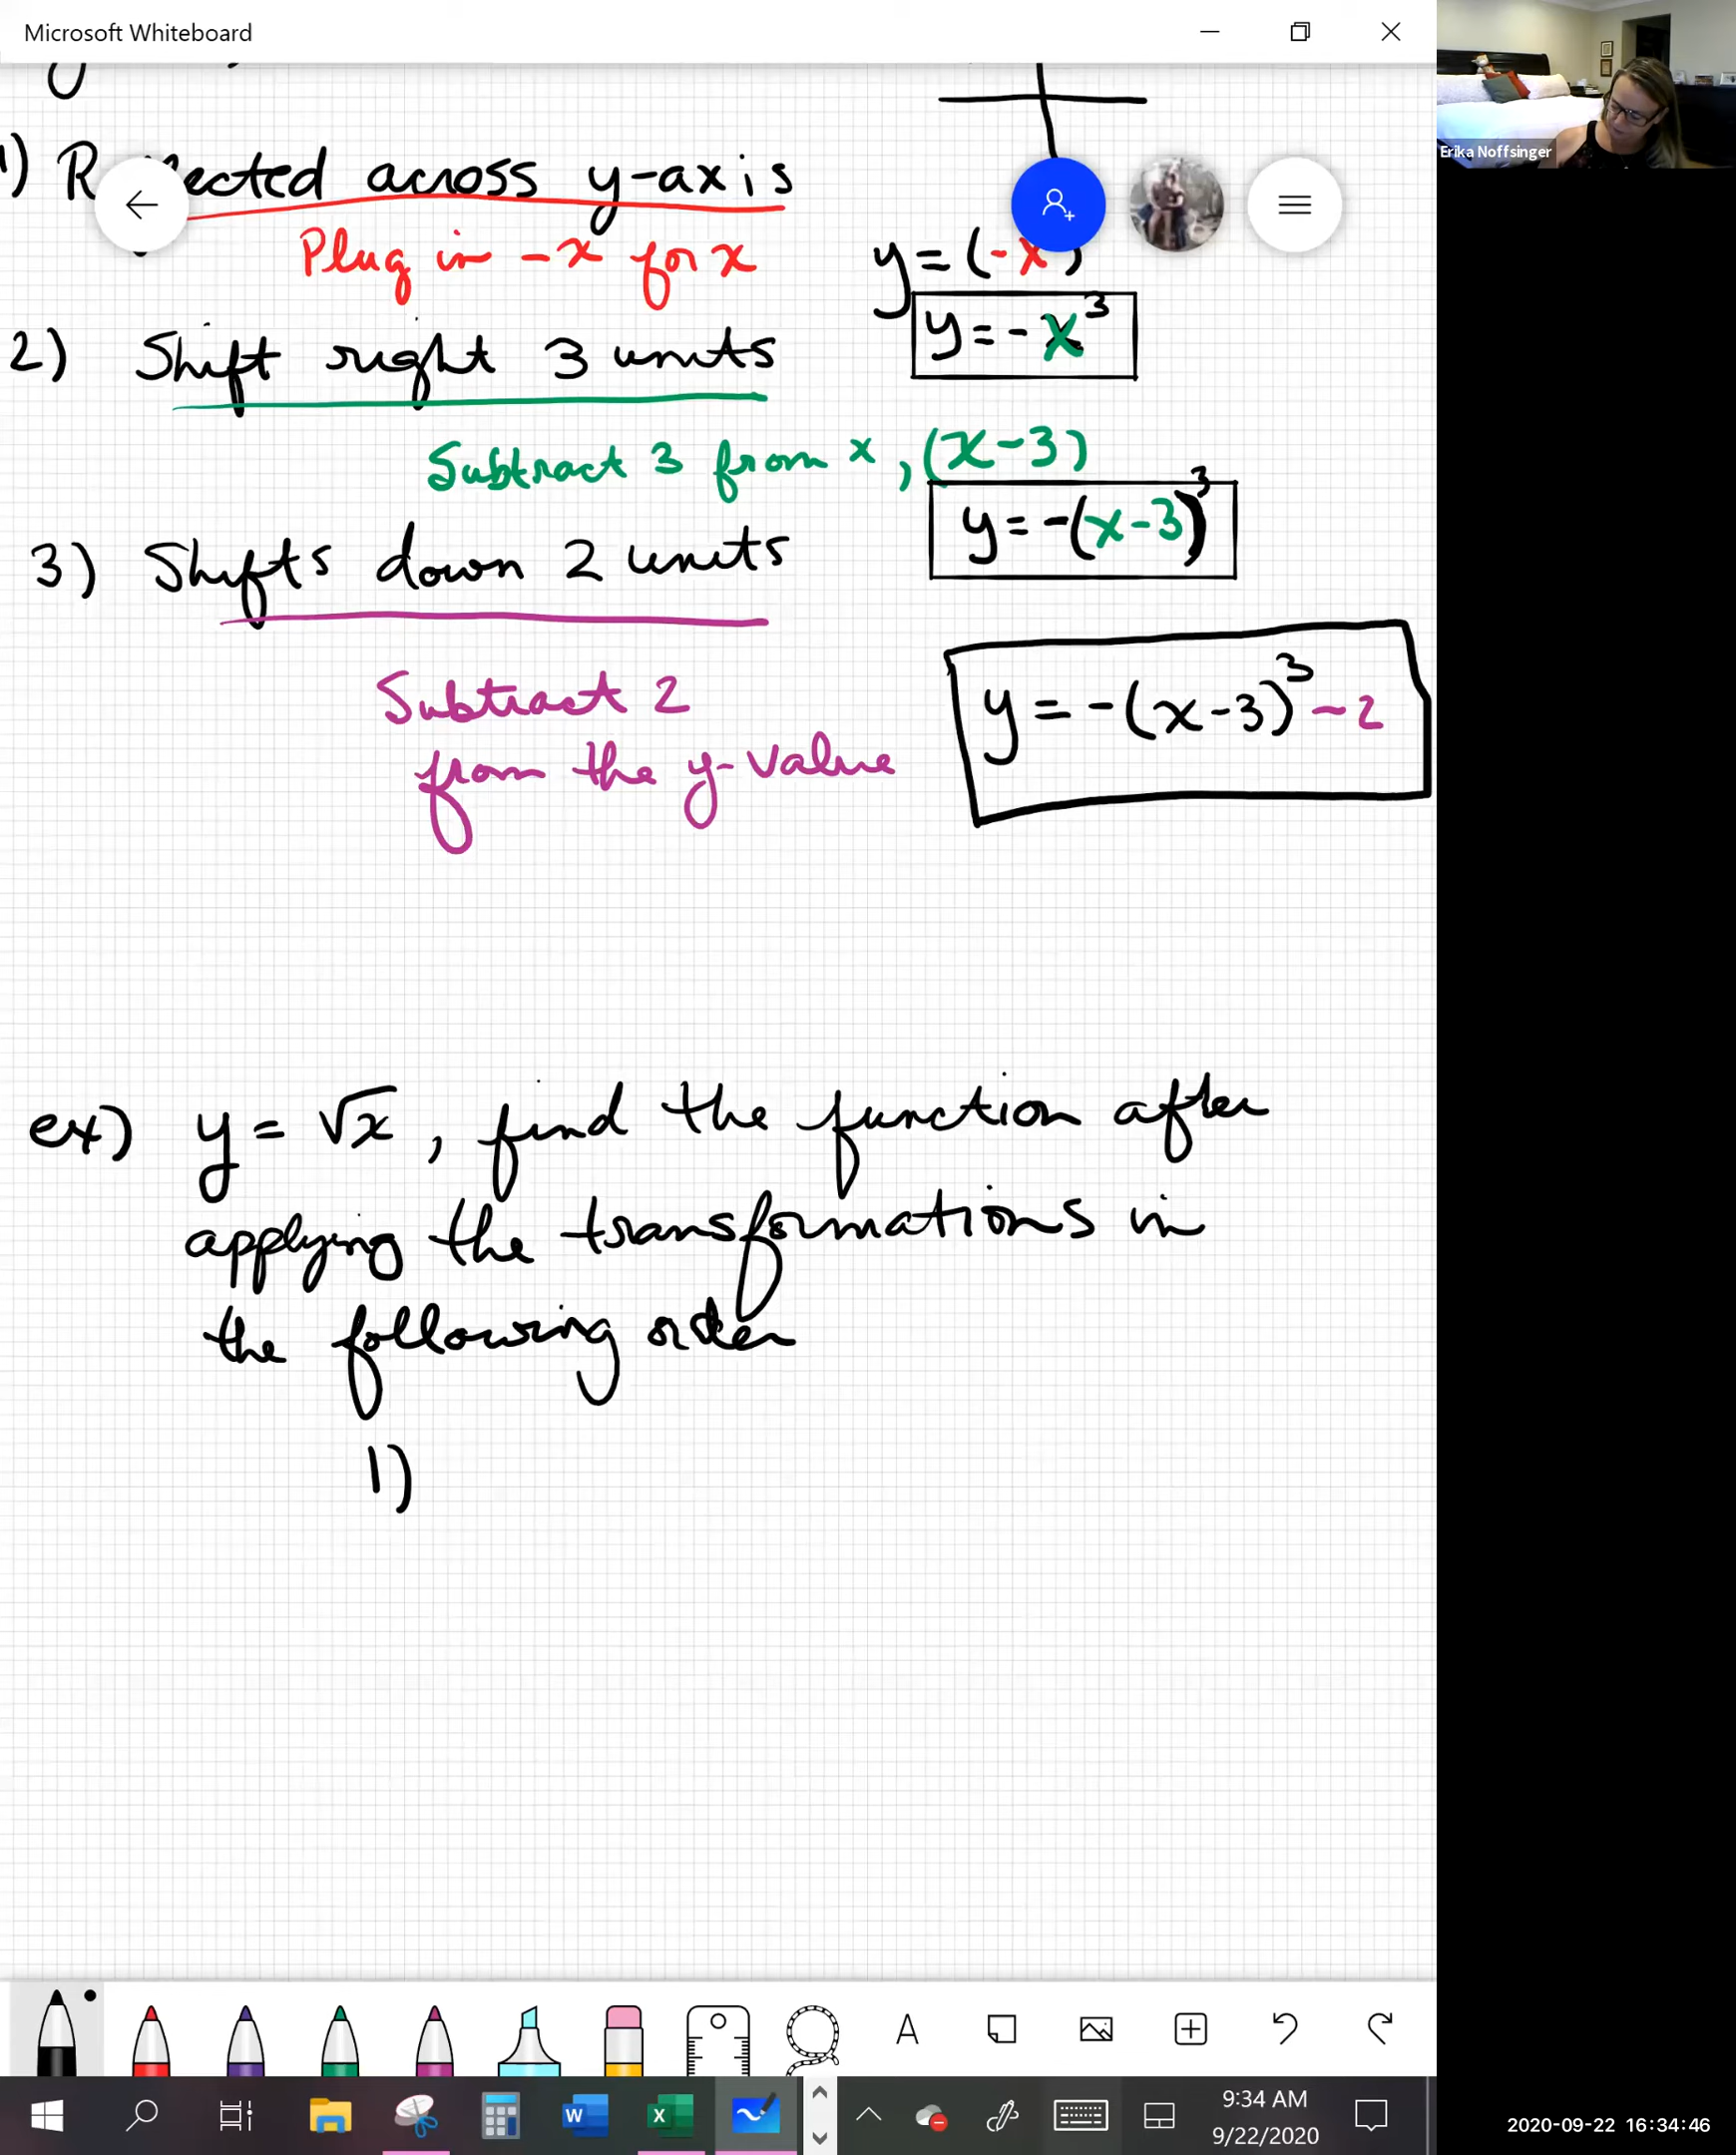 Microsoft Whiteboard
Erika Noffsinger
1) Reflected across y-axis
Plug in -x for x
y = (-x)
y = -x³
2) Shift right 3 units
Subtract 3 from x, (x-3)
y = -(x-3)³
3) Shifts down 2 units
Subtract 2
from the y-value
y = -(x-3)³ - 2
ex) y = √x, find the function after
applying the transformations in
the following order
1)
A
W
X
9:34 AM
9/22/2020
2020-09-22 16:34:46